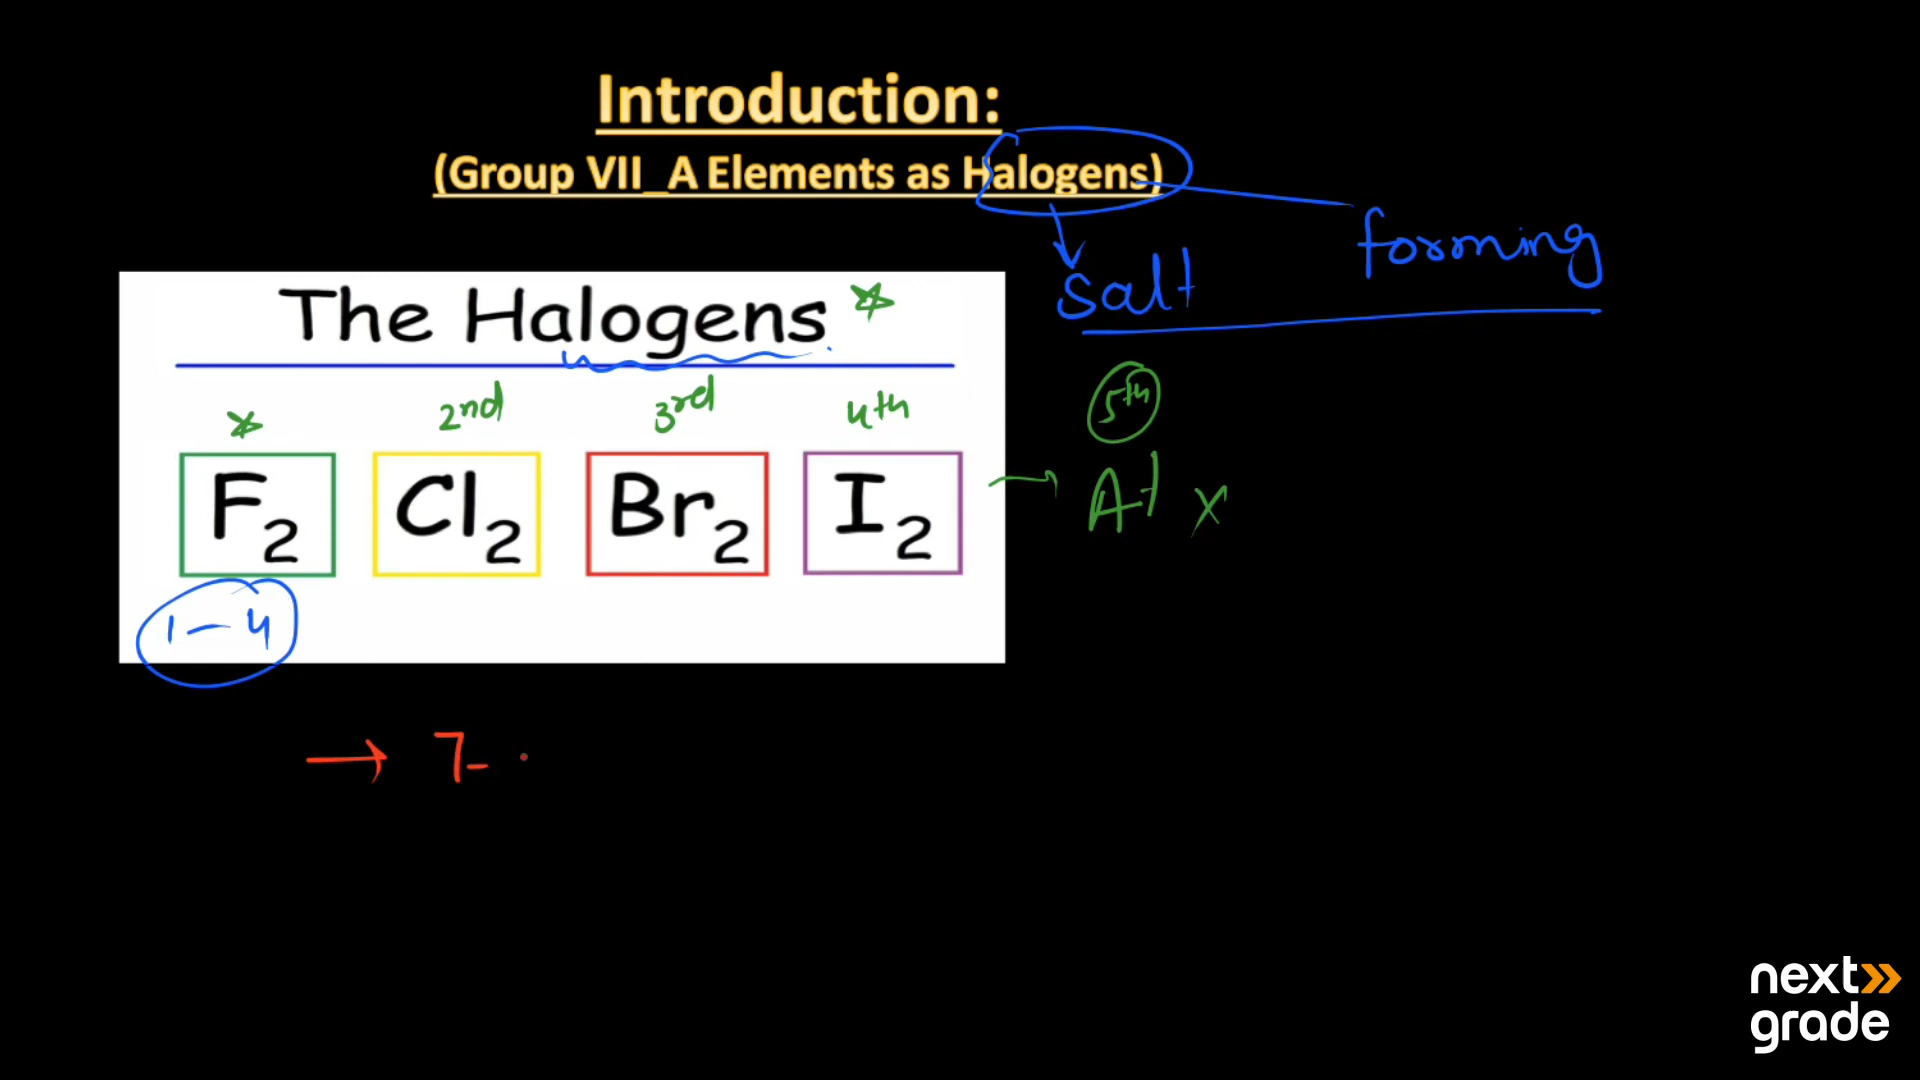 Introduction:
(Group VII_A Elements as Halogens)
forming
salt
The Halogens
2nd 3rd 4th 5th
F2 Cl2 Br2 I2 At x
1-4
→ 7-
next
grade